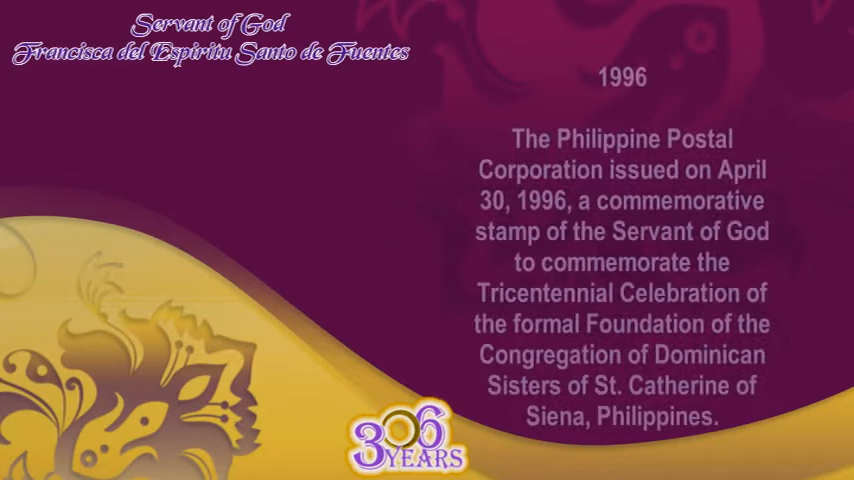 Servant of God
Francisca del Espiritu Santo de Fuentes
1996
The Philippine Postal
Corporation issued on April
30, 1996, a commemorative
stamp of the Servant of God
to commemorate the
Tricentennial Celebration of
the formal Foundation of the
Congregation of Dominican
Sisters of St. Catherine of
Siena, Philippines.
306
YEARS